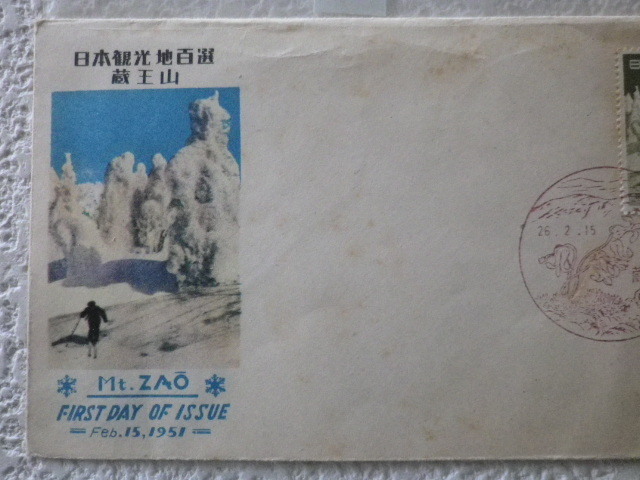 日本観光地百選
蔵王山
Mt. ZAŌ
FIRST DAY OF ISSUE
Feb. 15, 1951
26. 2. 15
日